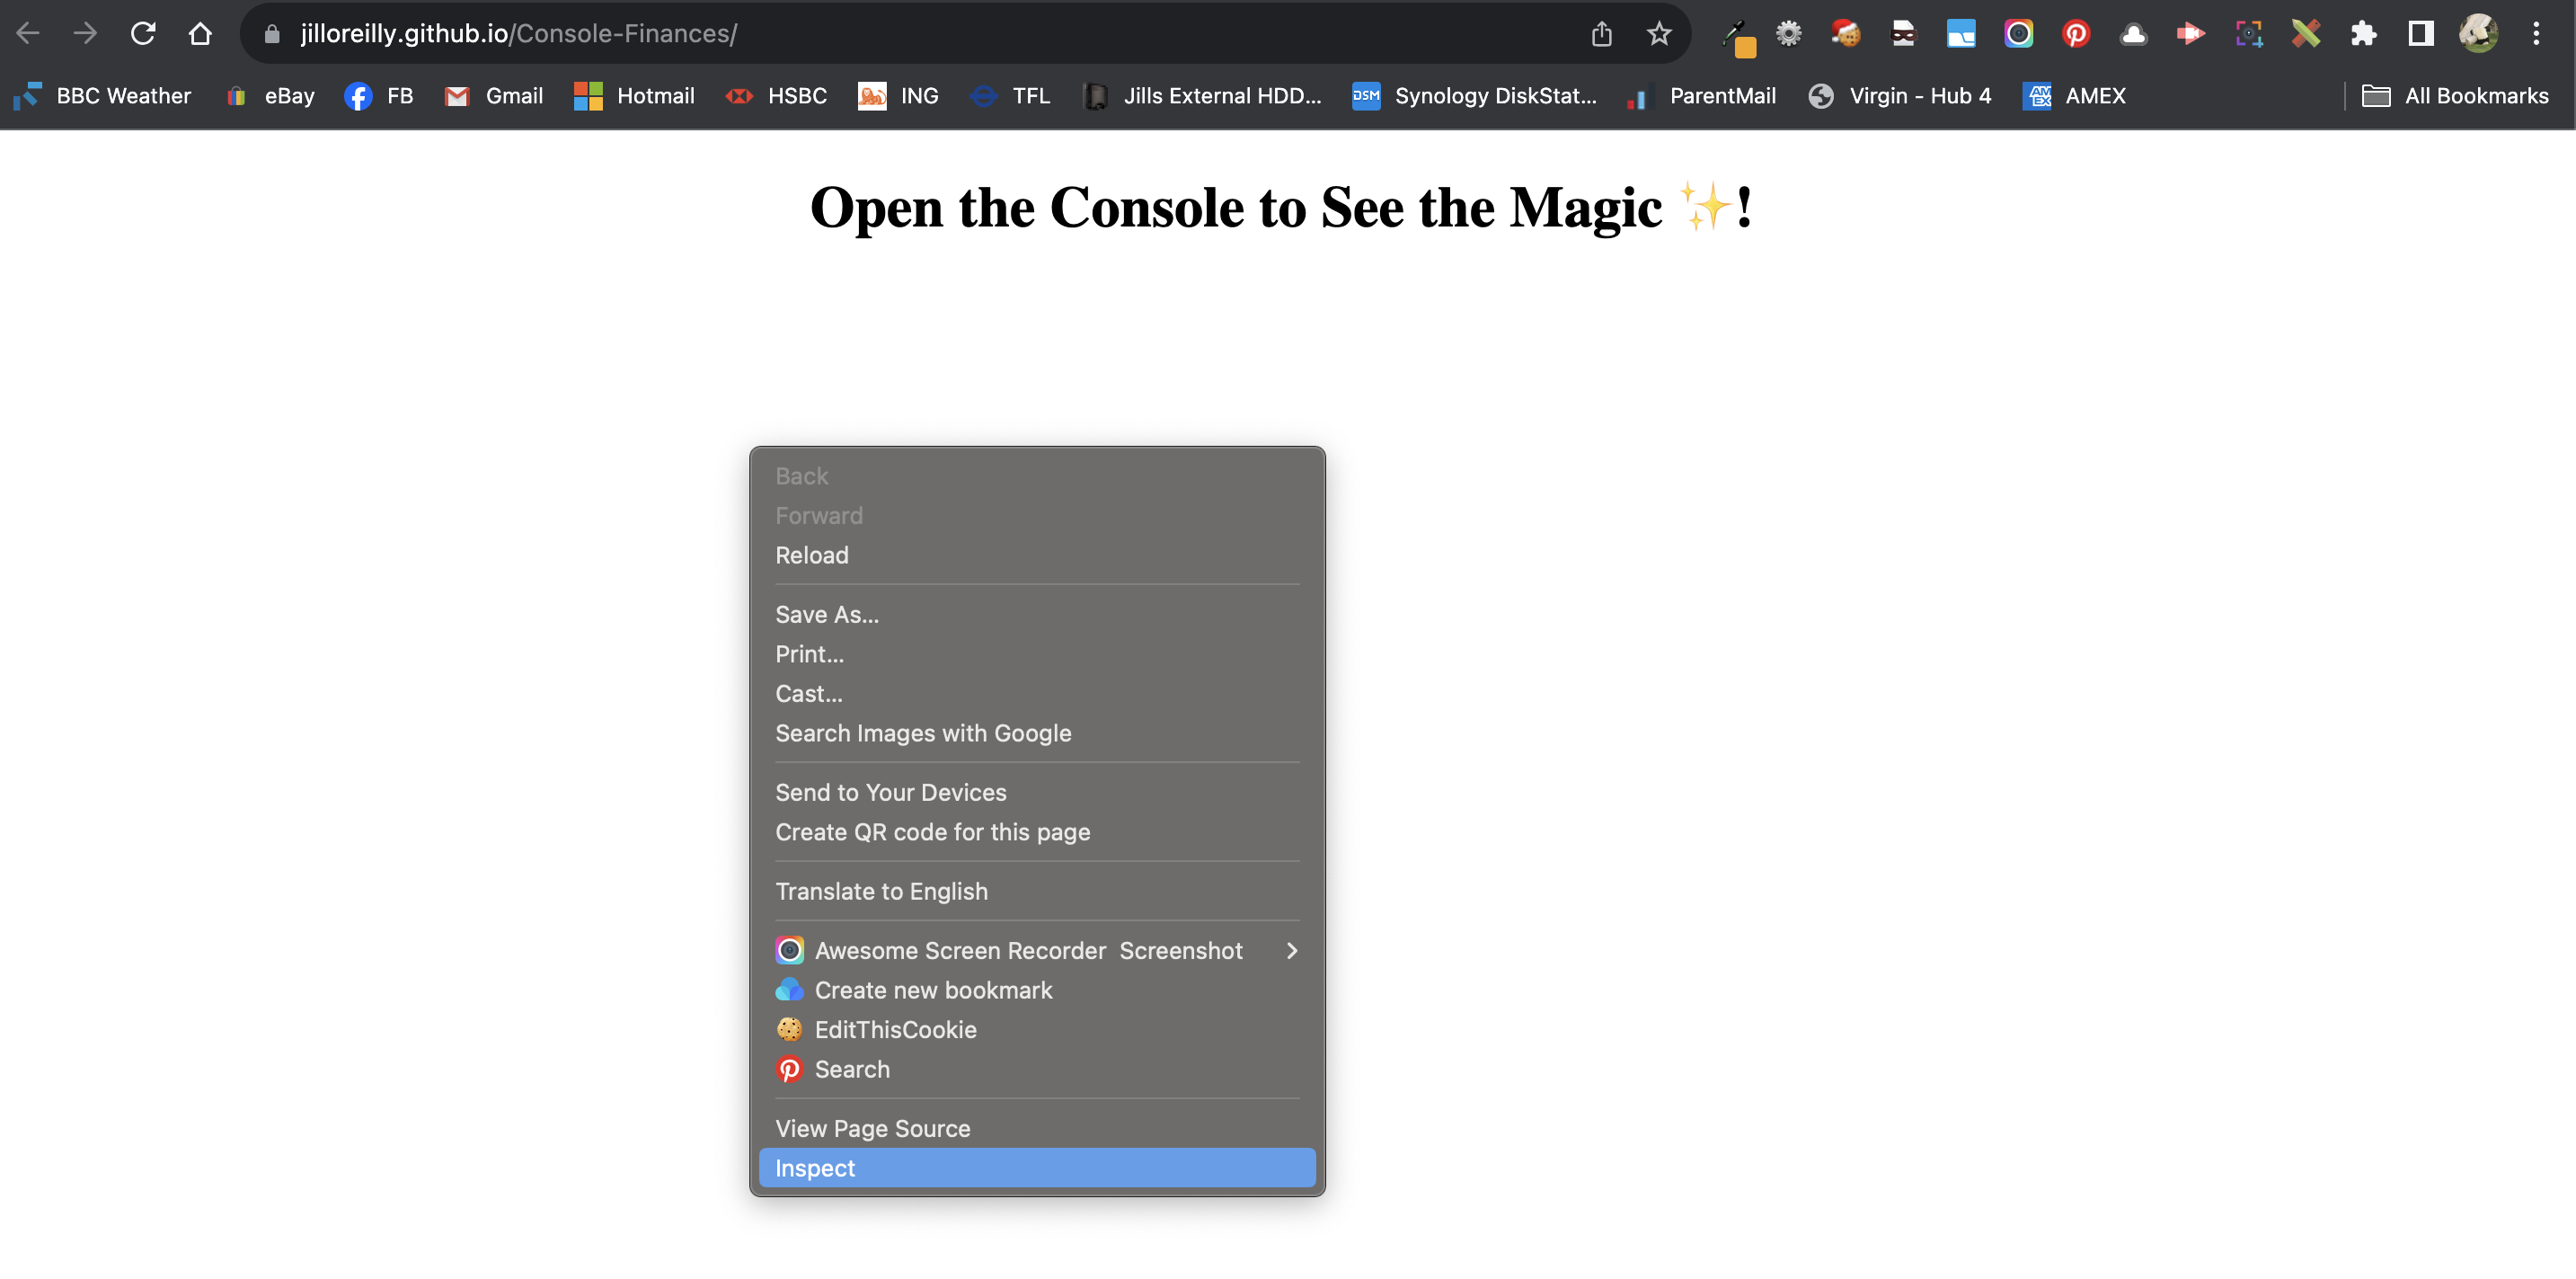 jilloreilly.github.io/Console-Finances/
BBC Weather eBay FB Gmail Hotmail HSBC ING TFL Jills External HDD... DSM Synology DiskStat... ParentMail Virgin - Hub 4 AM EX AMEX All Bookmarks
Open the Console to See the Magic ✨!
Back
Forward
Reload
Save As...
Print...
Cast...
Search Images with Google
Send to Your Devices
Create QR code for this page
Translate to English
Awesome Screen Recorder Screenshot
Create new bookmark
EditThisCookie
Search
View Page Source
Inspect